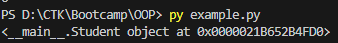 PS D:\CTK\Bootcamp\OOP> py example.py
<__main__.Student object at 0x0000021B652B4FD0>